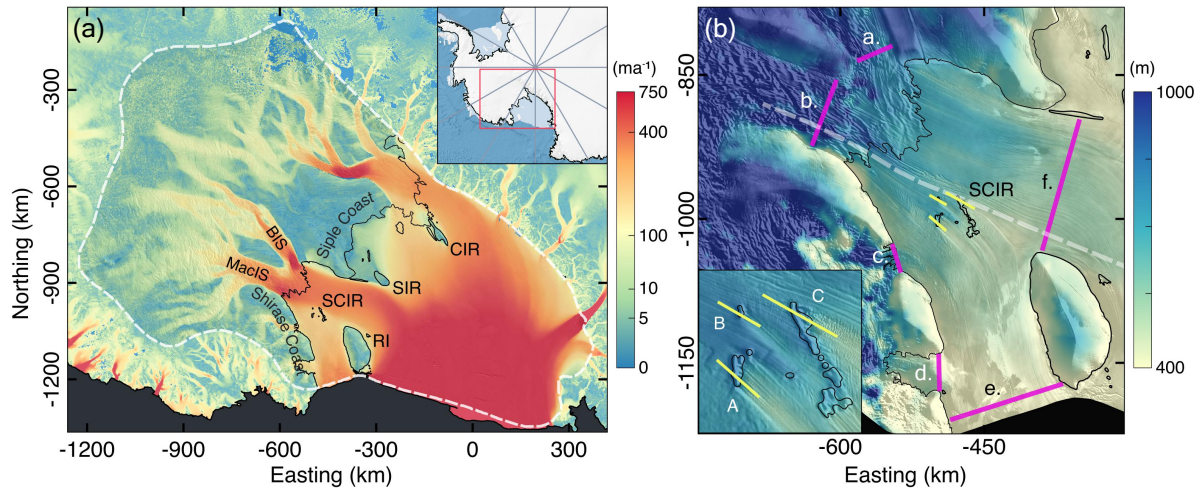 (a)
(ma⁻¹)
750
400
100
10
5
0
-300
-600
-900
-1200
Northing (km)
Siple Coast
BIS
MacIS
CIR
SIR
SCIR
Shirase Coast
RI
-1200
-900
-600
-300
0
300
Easting (km)
(b)
a.
b.
SCIR
f.
c.
C
B
A
d.
e.
-850
-1000
-1150
-600
-450
Easting (km)
(m)
1000
400